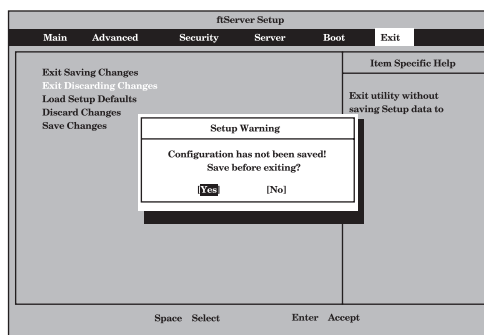 ftServer Setup
Main Advanced Security Server Boot Exit
Exit Saving Changes
Exit Discarding Changes
Load Setup Defaults
Discard Changes
Save Changes
Item Specific Help
Exit utility without
saving Setup data to
Setup Warning
Configuration has not been saved!
Save before exiting?
[Yes] [No]
Space Select Enter Accept